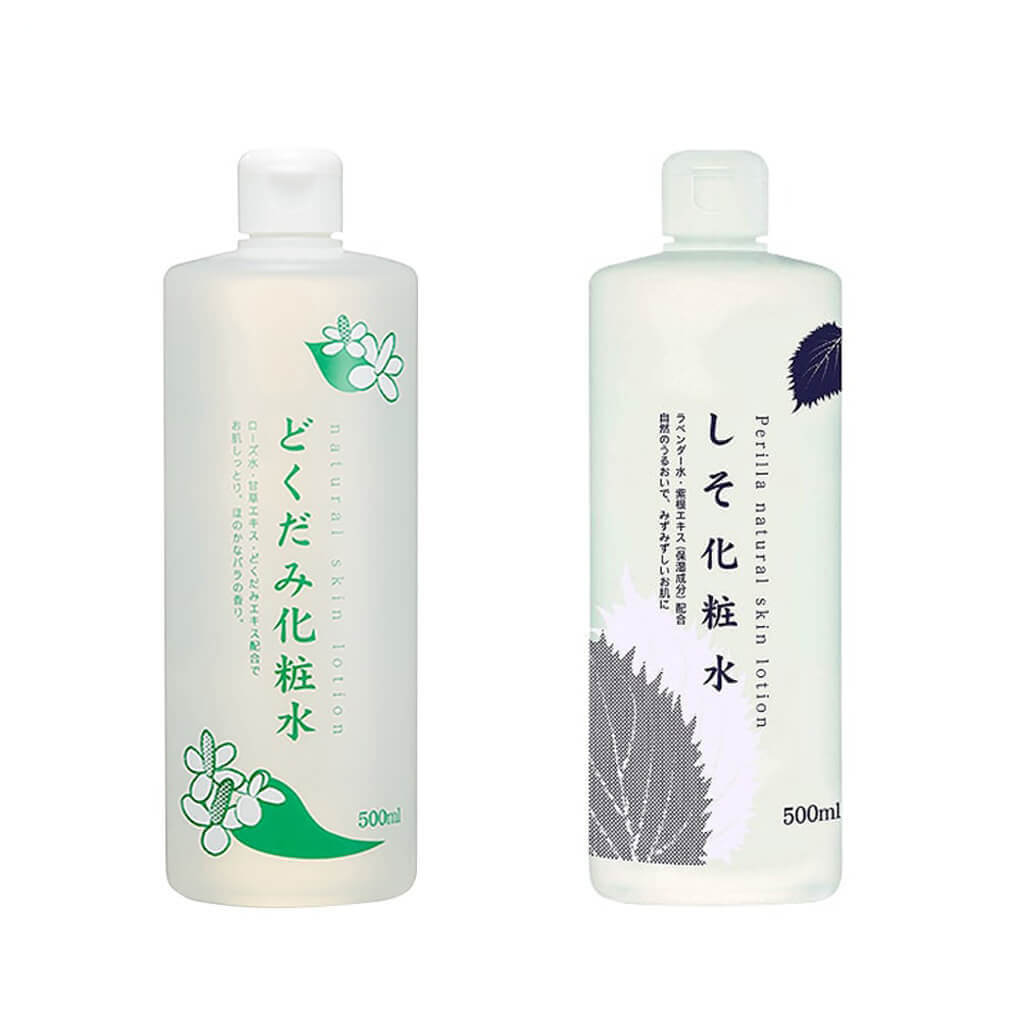 natural skin lotion
どくだみ化粧水
ローズ水・甘草エキス・どくだみエキス配合で
お肌しっとり。ほのかなバラの香り。
500ml
Perilla natural skin lotion
しそ化粧水
ラベンダー水・紫根エキス(保湿成分)配合
自然のうるおいで、みずみずしいお肌に
500ml